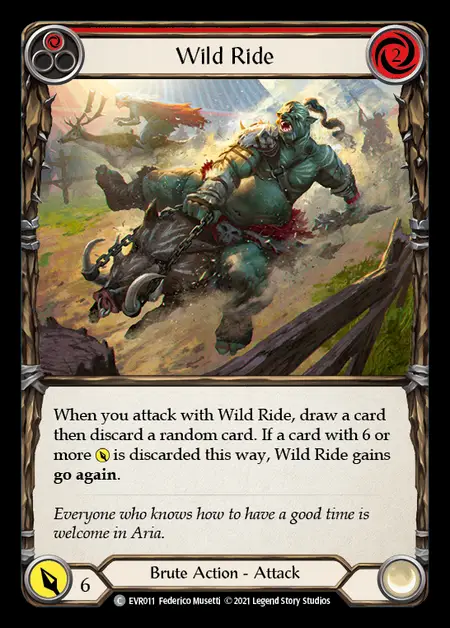 Wild Ride
2
When you attack with Wild Ride, draw a card
then discard a random card. If a card with 6 or
more is discarded this way, Wild Ride gains
go again.
Everyone who knows how to have a good time is
welcome in Aria.
6
Brute Action - Attack
C EVR011 Federico Musetti © 2021 Legend Story Studios